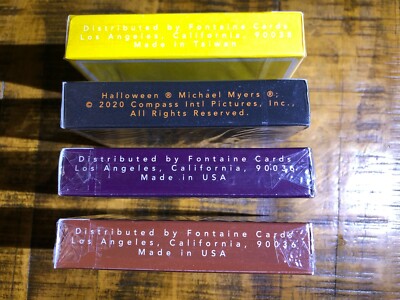 Distributed by Fontaine Cards
Los Angeles, California, 90036
Made in Taiwan
Halloween ® Michael Myers ℗;
© 2020 Compass Intl Pictures, Inc.,
All Rights Reserved.
Distributed by Fontaine Cards
Los Angeles, California, 90036
Made in USA
Distributed by Fontaine Cards
Los Angeles, California, 90036
Made in USA